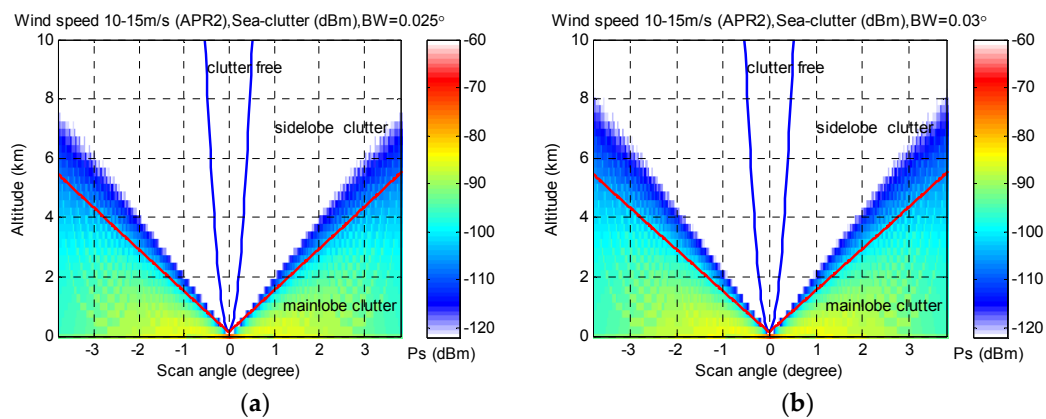 Wind speed 10-15m/s (APR2),Sea-clutter (dBm),BW=0.025°
10
8
6
4
2
0
Altitude (km)
clutter free
sidelobe clutter
mainlobe clutter
-3 -2 -1 0 1 2 3
Scan angle (degree)
-60
-70
-80
-90
-100
-110
-120
Ps (dBm)
(a)
Wind speed 10-15m/s (APR2),Sea-clutter (dBm),BW=0.03°
10
8
6
4
2
0
Altitude (km)
clutter free
sidelobe clutter
mainlobe clutter
-3 -2 -1 0 1 2 3
Scan angle (degree)
-60
-70
-80
-90
-100
-110
-120
Ps (dBm)
(b)